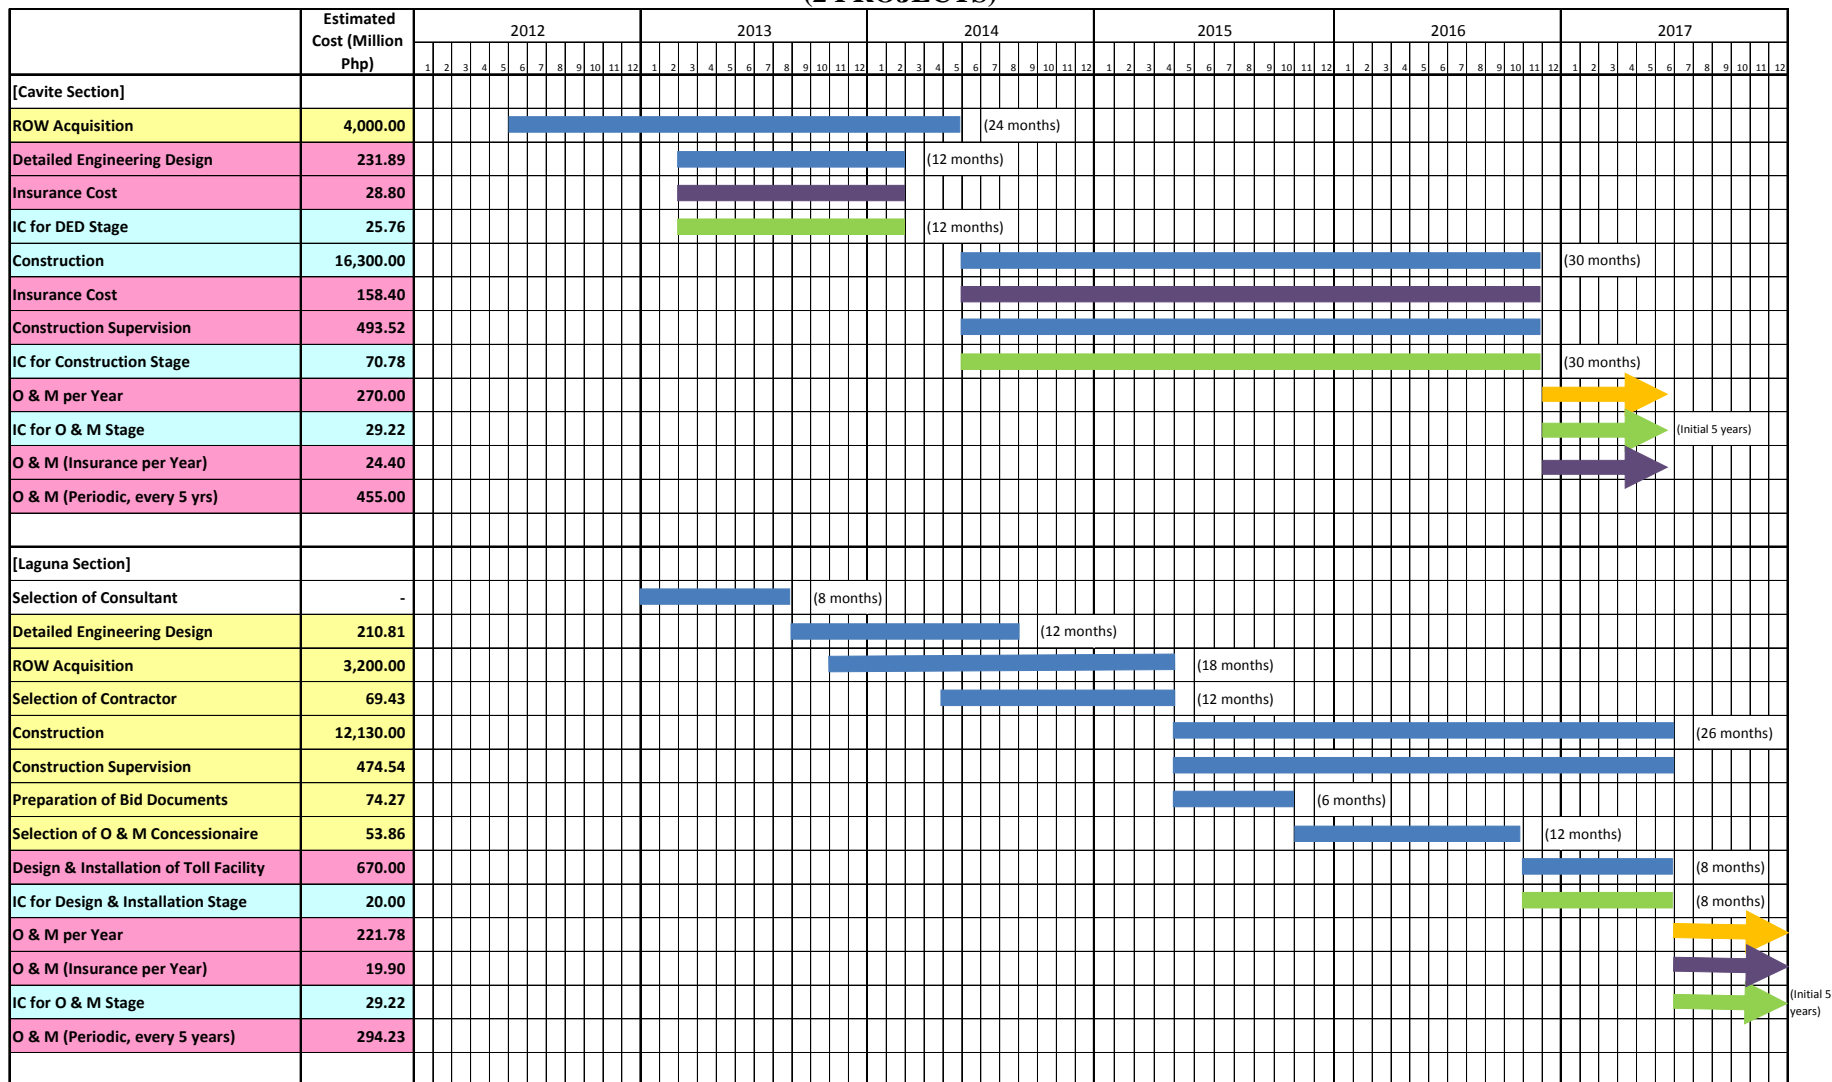 (2 PROJECTS)
Estimated Cost (Million Php)
2012 2013 2014 2015 2016 2017
1 2 3 4 5 6 7 8 9 10 11 12 1 2 3 4 5 6 7 8 9 10 11 12 1 2 3 4 5 6 7 8 9 10 11 12 1 2 3 4 5 6 7 8 9 10 11 12 1 2 3 4 5 6 7 8 9 10 11 12 1 2 3 4 5 6 7 8 9 10 11 12
[Cavite Section]
ROW Acquisition 4,000.00 (24 months)
Detailed Engineering Design 231.89 (12 months)
Insurance Cost 28.80
IC for DED Stage 25.76 (12 months)
Construction 16,300.00 (30 months)
Insurance Cost 158.40
Construction Supervision 493.52
IC for Construction Stage 70.78 (30 months)
O & M per Year 270.00
IC for O & M Stage 29.22 (Initial 5 years)
O & M (Insurance per Year) 24.40
O & M (Periodic, every 5 yrs) 455.00
[Laguna Section]
Selection of Consultant - (8 months)
Detailed Engineering Design 210.81 (12 months)
ROW Acquisition 3,200.00 (18 months)
Selection of Contractor 69.43 (12 months)
Construction 12,130.00 (26 months)
Construction Supervision 474.54
Preparation of Bid Documents 74.27 (6 months)
Selection of O & M Concessionaire 53.86 (12 months)
Design & Installation of Toll Facility 670.00 (8 months)
IC for Design & Installation Stage 20.00 (8 months)
O & M per Year 221.78
O & M (Insurance per Year) 19.90
IC for O & M Stage 29.22 (Initial 5 years)
O & M (Periodic, every 5 years) 294.23